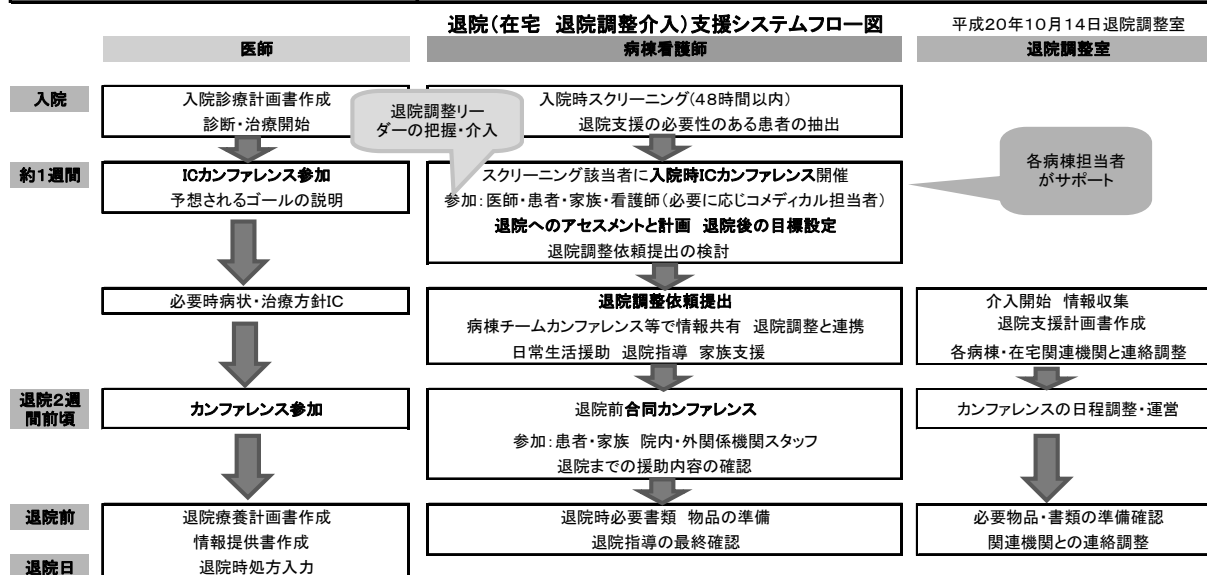 退院(在宅 退院調整介入)支援システムフロー図
平成20年10月14日退院調整室
医師
病棟看護師
退院調整室
入院
入院診療計画書作成
診断・治療開始
退院調整リー
ダーの把握・介入
入院時スクリーニング(48時間以内)
退院支援の必要性のある患者の抽出
各病棟担当者
がサポート
約1週間
ICカンファレンス参加
予想されるゴールの説明
スクリーニング該当者に入院時ICカンファレンス開催
参加:医師・患者・家族・看護師(必要に応じコメディカル担当者)
退院へのアセスメントと計画 退院後の目標設定
退院調整依頼提出の検討
必要時病状・治療方針IC
退院調整依頼提出
病棟チームカンファレンス等で情報共有 退院調整と連携
日常生活援助 退院指導 家族支援
介入開始 情報収集
退院支援計画書作成
各病棟・在宅関連機関と連絡調整
退院2週
間前頃
カンファレンス参加
退院前合同カンファレンス
参加:患者・家族 院内・外関係機関スタッフ
退院までの援助内容の確認
カンファレンスの日程調整・運営
退院前
退院療養計画書作成
情報提供書作成
退院時必要書類 物品の準備
退院指導の最終確認
必要物品・書類の準備確認
関連機関との連絡調整
退院日
退院時処方入力